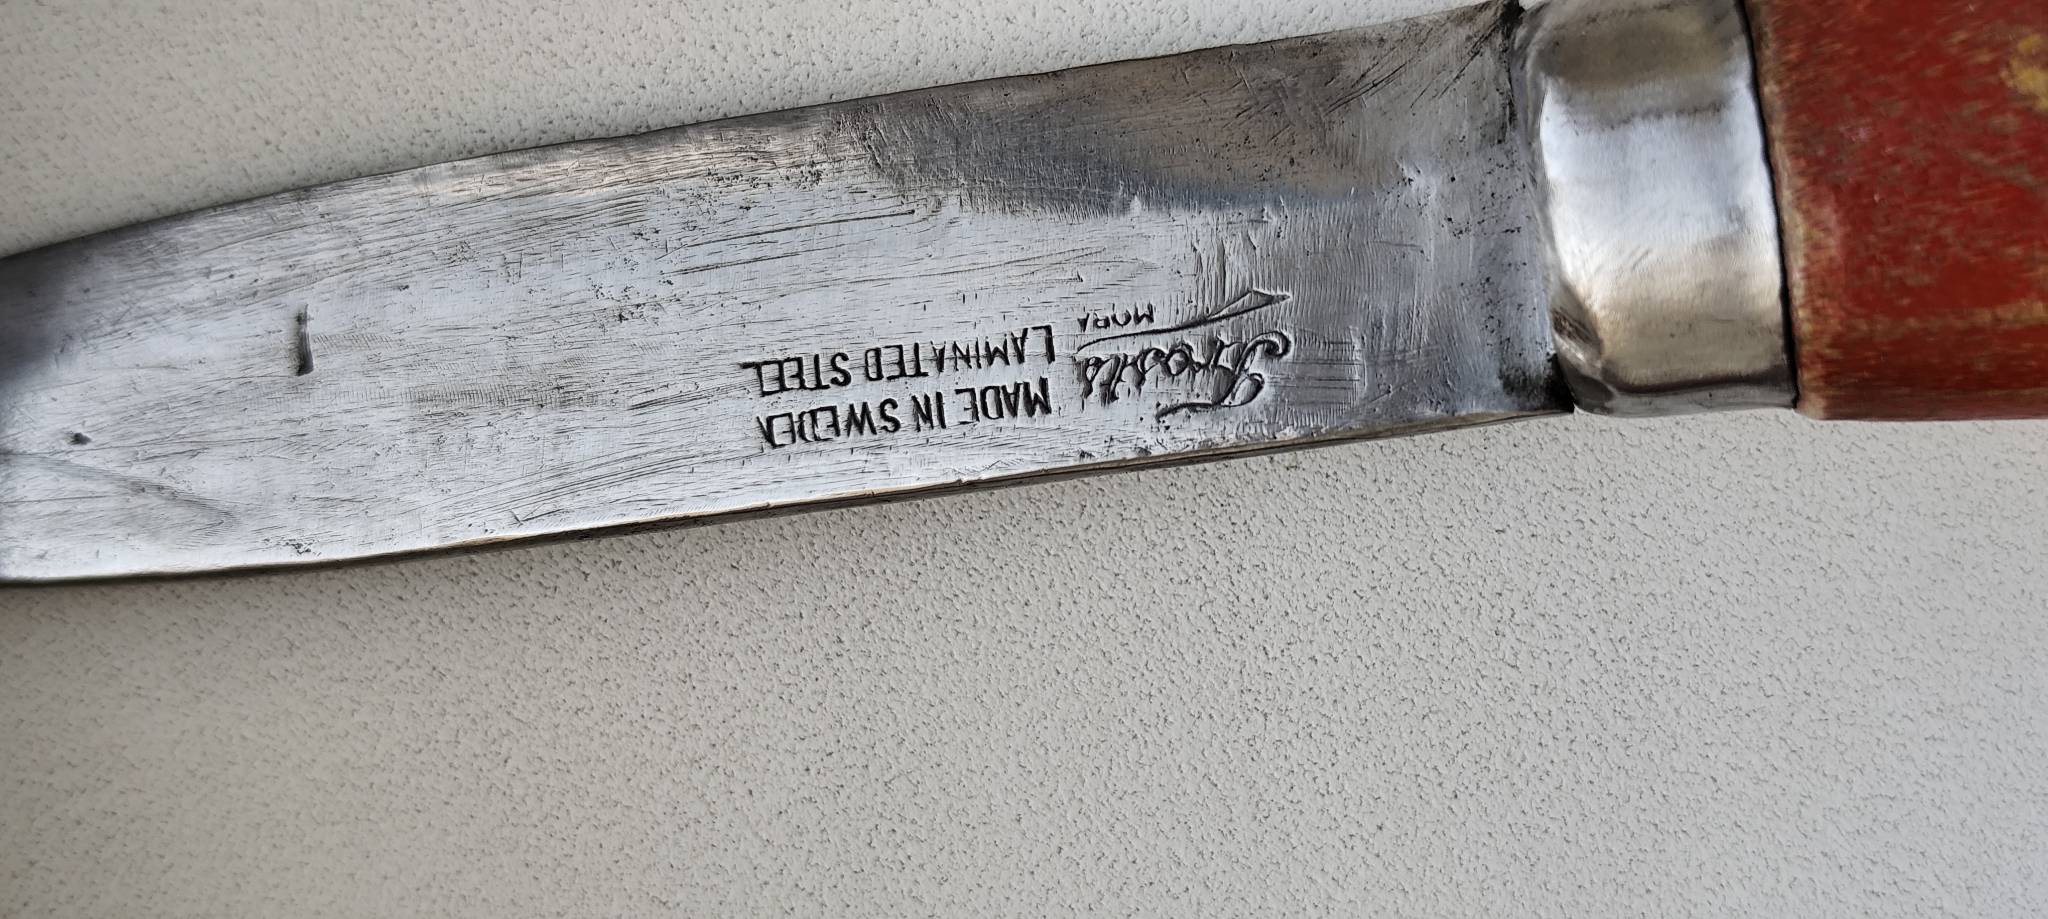 Frosts
MORA
MADE IN SWEDEN
LAMINATED STEEL